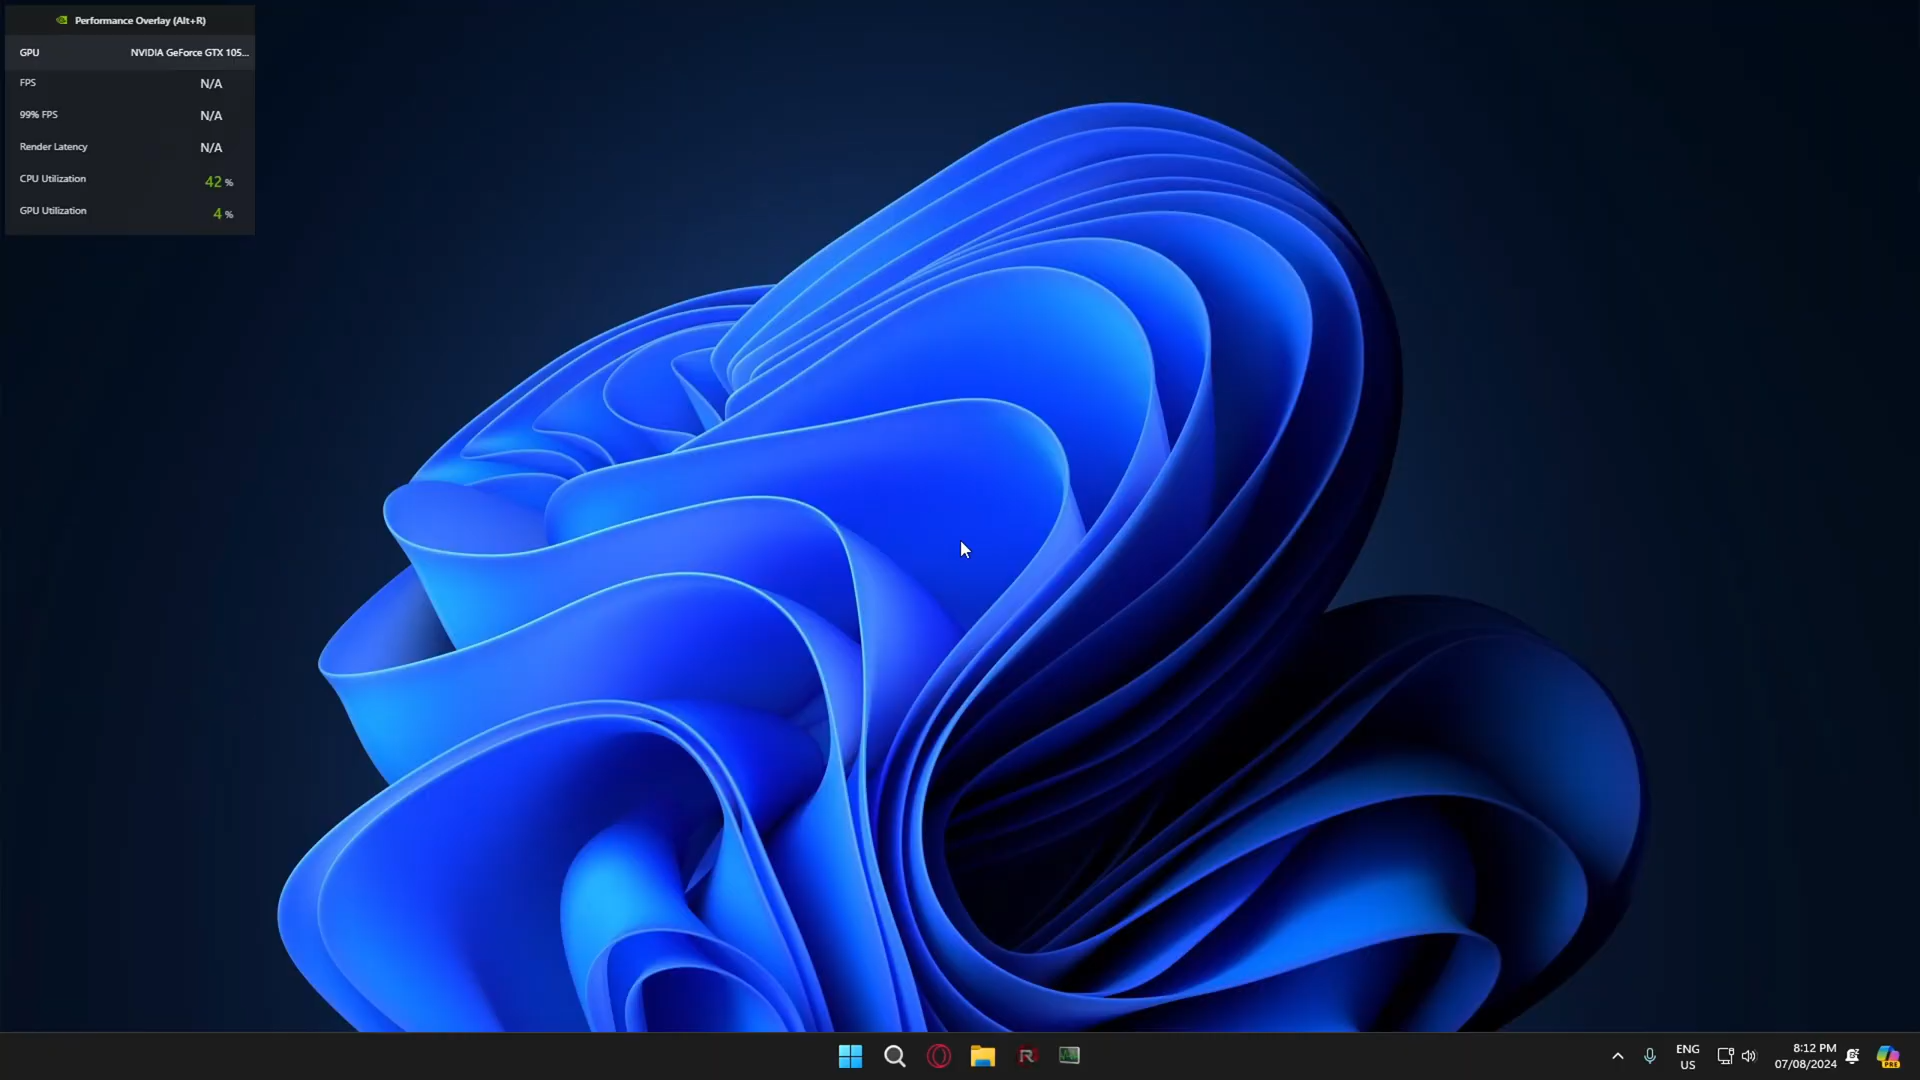 Performance Overlay (Alt+R)
GPU NVIDIA GeForce GTX 105...
FPS N/A
99% FPS N/A
Render Latency N/A
CPU Utilization 42 %
GPU Utilization 4 %
ENG
US
8:12 PM
07/08/2024
PRE